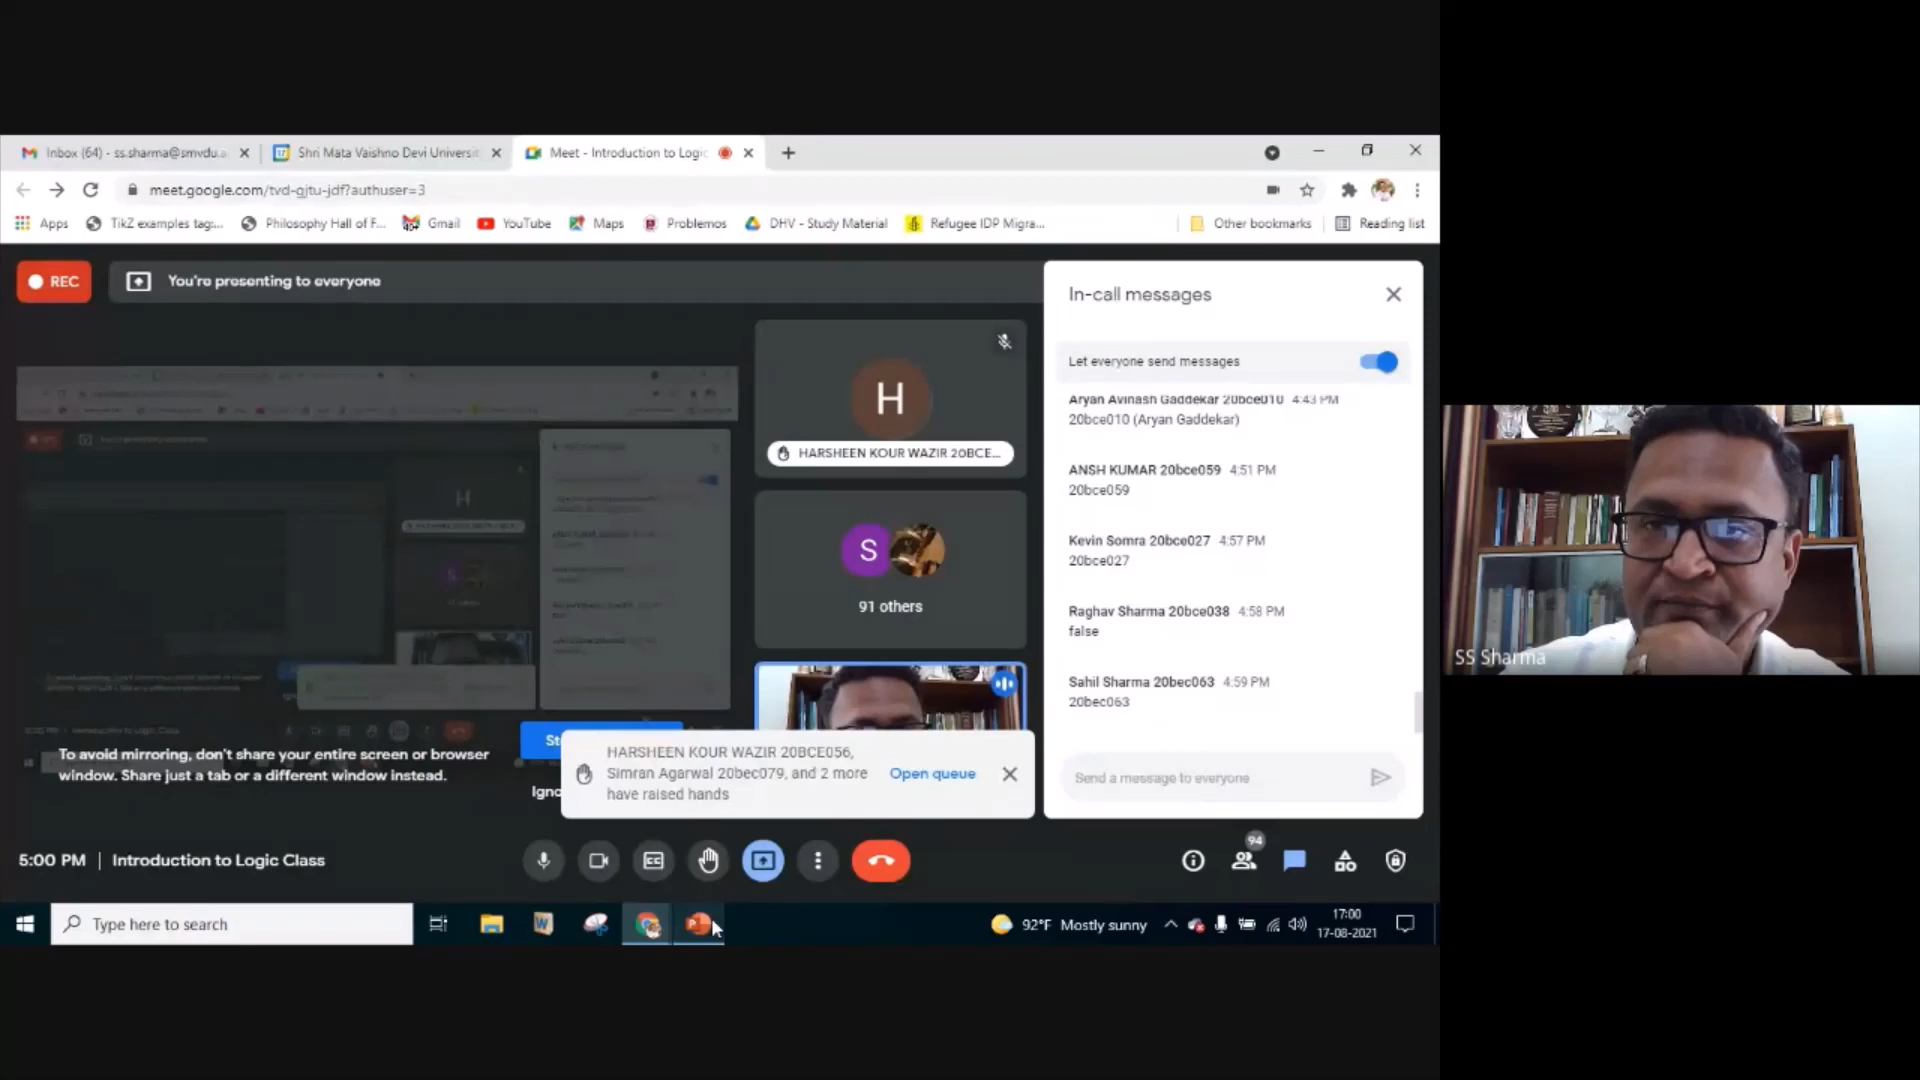 Inbox (64) - ss.sharma@smvdu.a
Shri Mata Vaishno Devi Universit
Meet - Introduction to Logic
meet.google.com/tvd-qjtu-jdf?authuser=3
Apps
TikZ examples tag:...
Philosophy Hall of F...
Gmail
YouTube
Maps
Problemos
DHV - Study Material
Refugee IDP Migra...
Other bookmarks
Reading list
REC
You're presenting to everyone
H
HARSHEEN KOUR WAZIR 20BCE...
S
91 others
In-call messages
Let everyone send messages
Aryan Avinash Gaddekar 20bce010 4:43 PM
20bce010 (Aryan Gaddekar)
ANSH KUMAR 20bce059 4:51 PM
20bce059
Kevin Somra 20bce027 4:57 PM
20bce027
Raghav Sharma 20bce038 4:58 PM
false
Sahil Sharma 20bec063 4:59 PM
20bec063
Send a message to everyone
To avoid mirroring, don't share your entire screen or browser
window. Share just a tab or a different window instead.
St
Igno
HARSHEEN KOUR WAZIR 20BCE056,
Simran Agarwal 20bec079, and 2 more
have raised hands
Open queue
5:00 PM | Introduction to Logic Class
94
Type here to search
92°F Mostly sunny
17:00
17-08-2021
SS Sharma